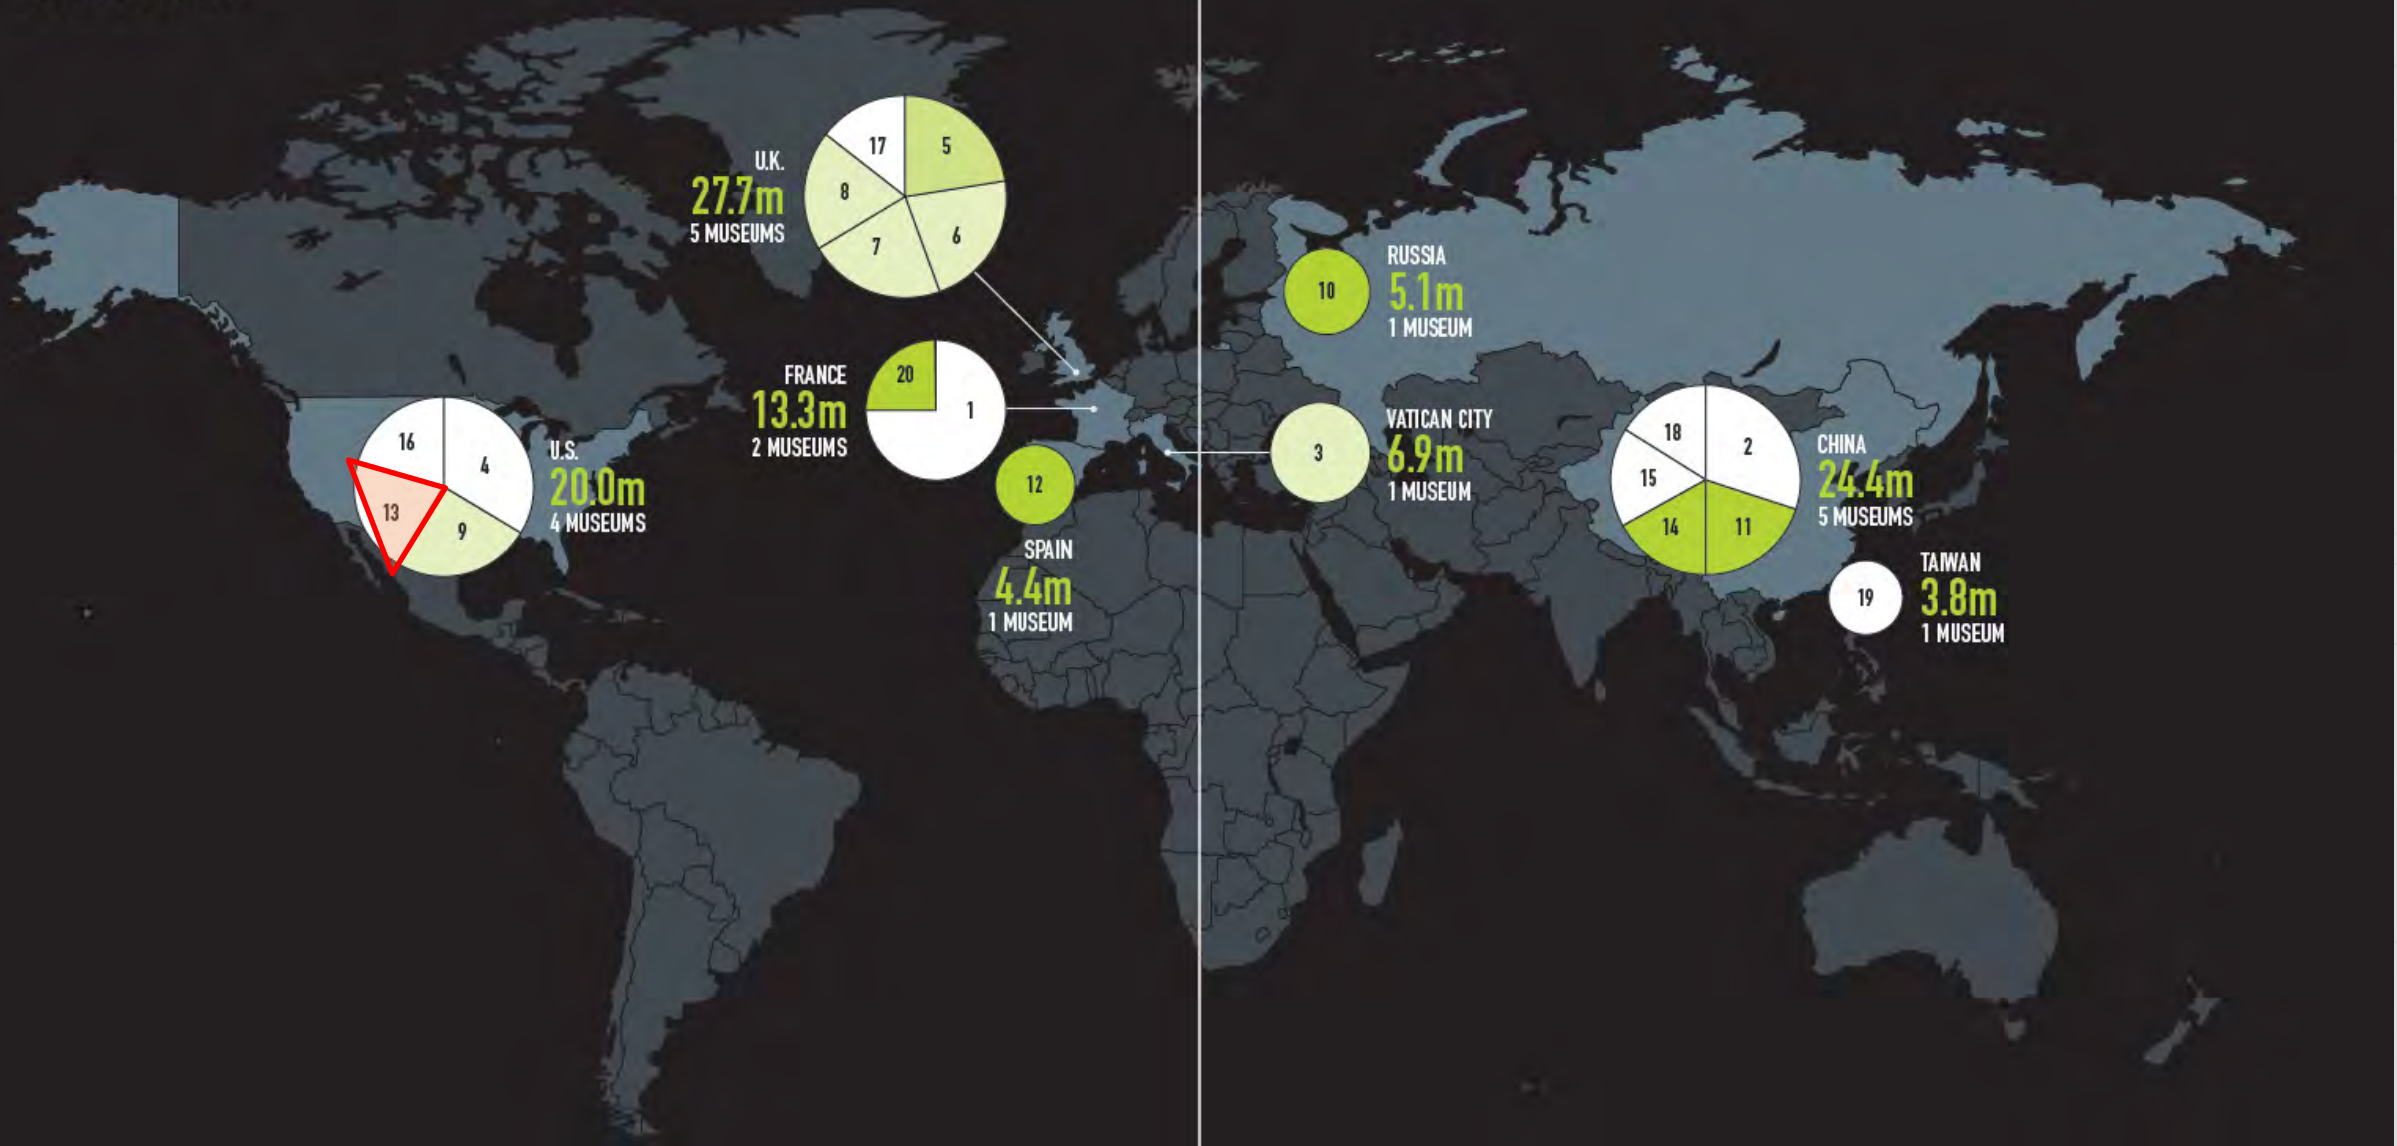 17
5
8
6
7
U.K.
27.7m
5 MUSEUMS
10
RUSSIA
5.1m
1 MUSEUM
20
1
FRANCE
13.3m
2 MUSEUMS
16
4
13
9
U.S.
20.0m
4 MUSEUMS
12
SPAIN
4.4m
1 MUSEUM
3
VATICAN CITY
6.9m
1 MUSEUM
18
2
15
14
11
CHINA
24.4m
5 MUSEUMS
19
TAIWAN
3.8m
1 MUSEUM